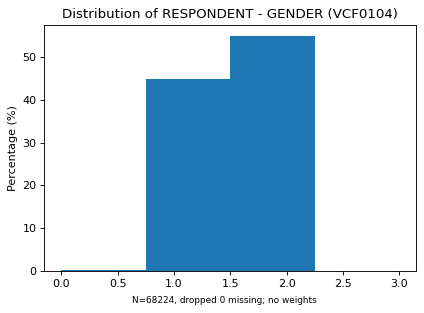 Distribution of RESPONDENT - GENDER (VCF0104)
Percentage (%)
50
40
30
20
10
0
0.0 0.5 1.0 1.5 2.0 2.5 3.0
N=68224, dropped 0 missing; no weights